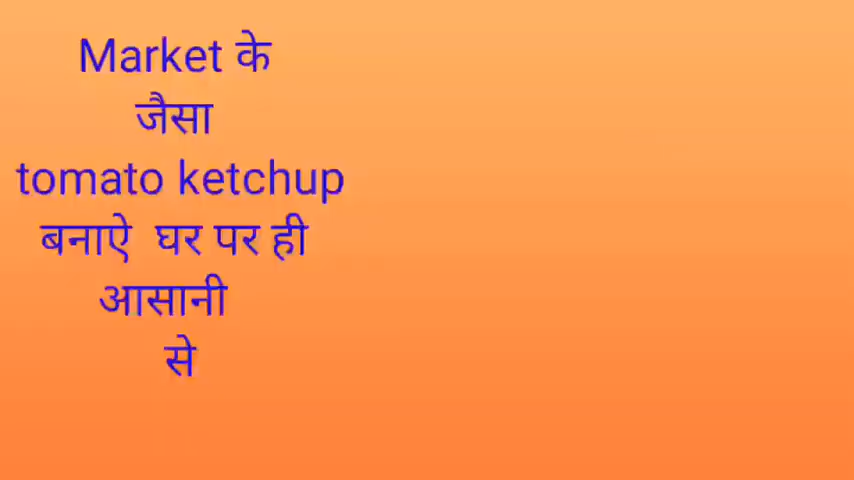 Market के
जैसा
tomato ketchup
बनाऐ घर पर ही
आसानी
से